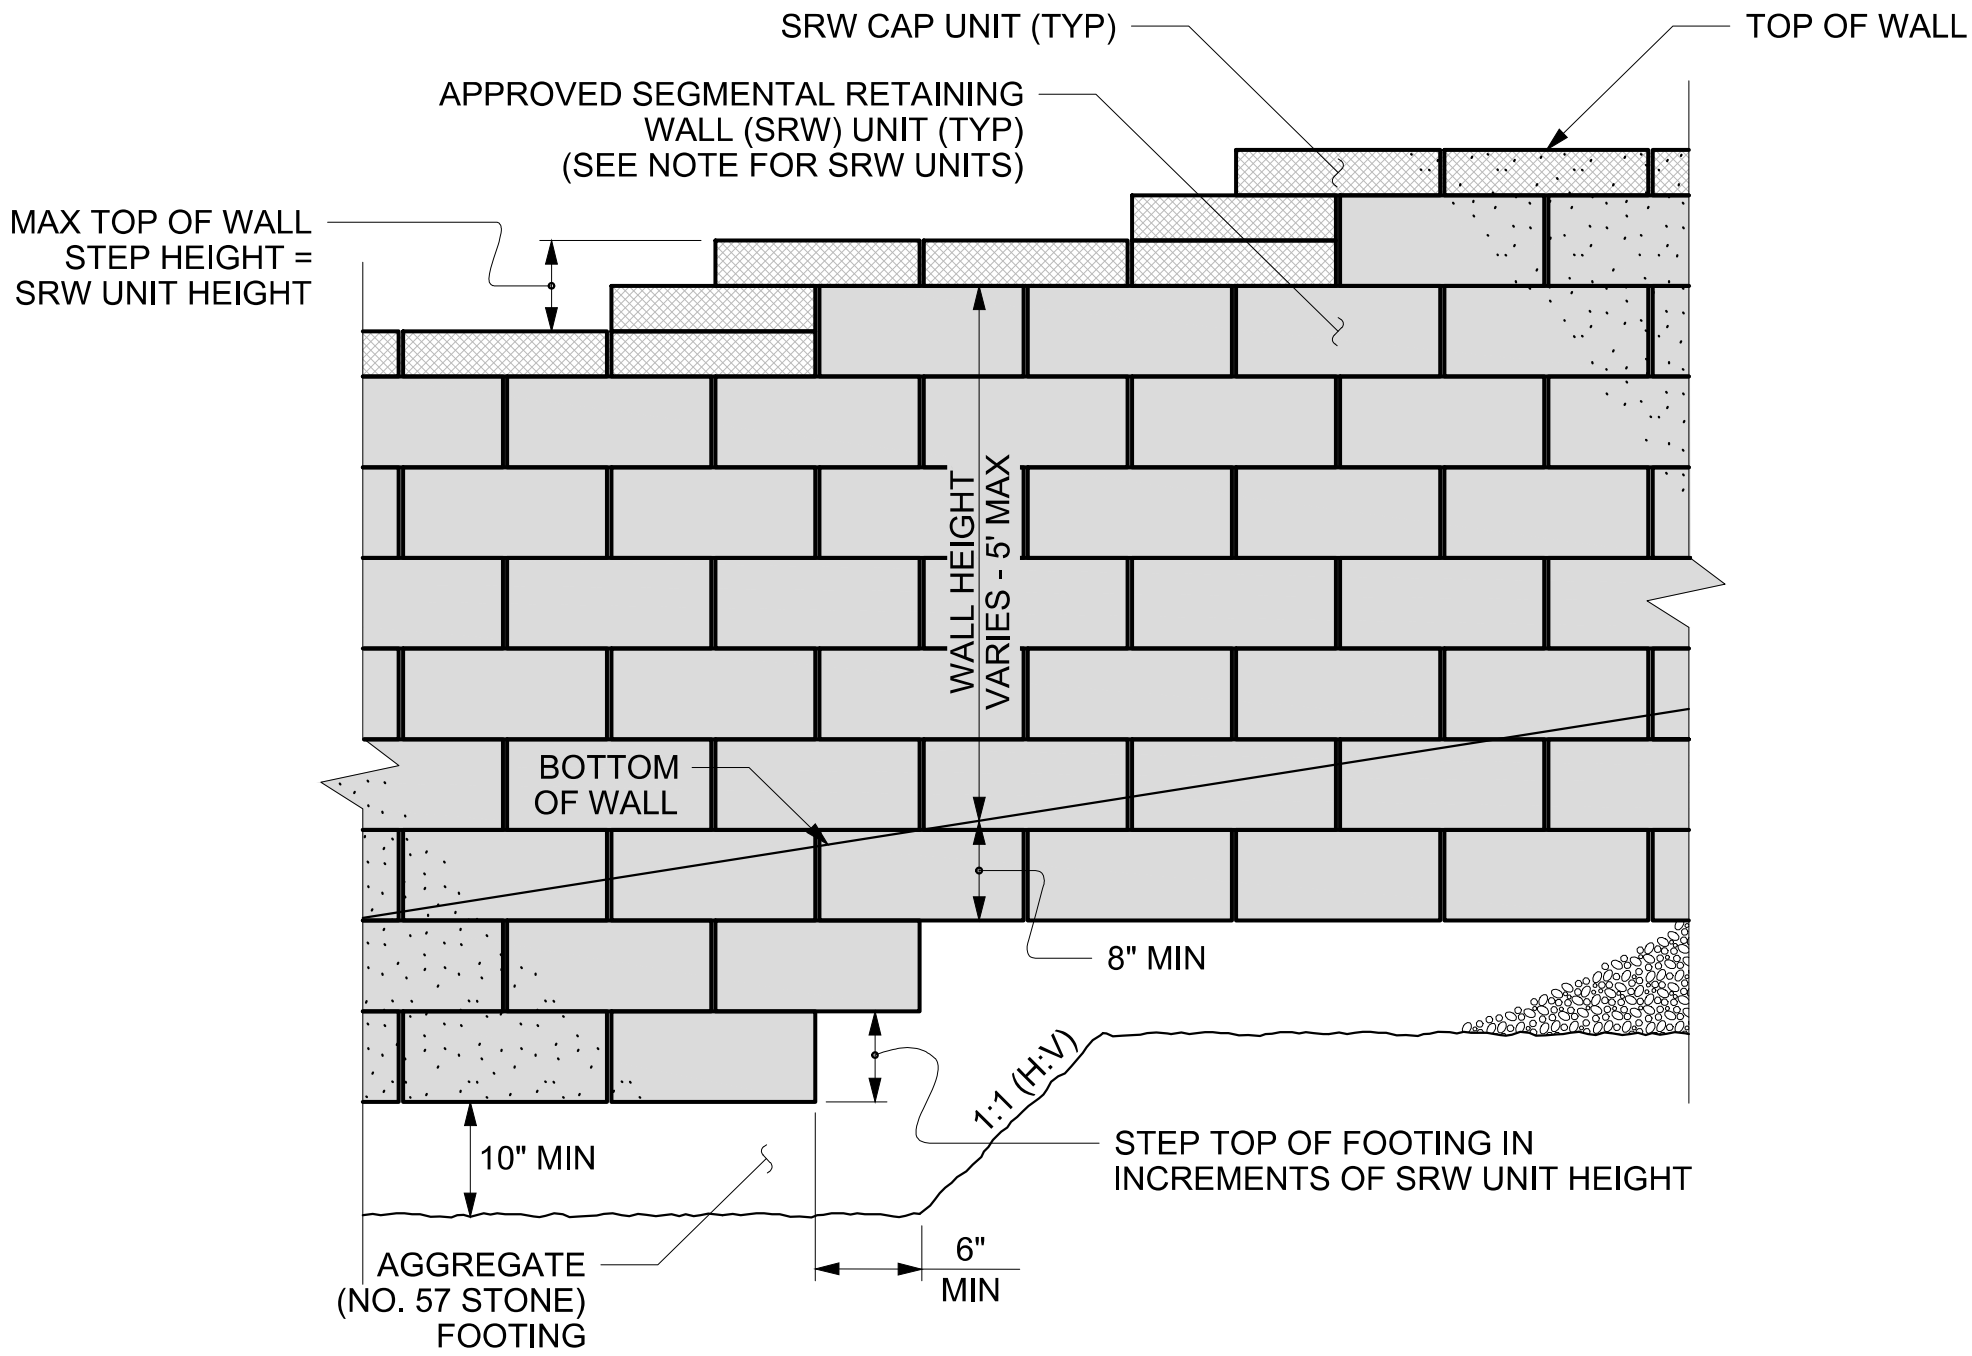 SRW CAP UNIT (TYP)
TOP OF WALL
APPROVED SEGMENTAL RETAINING
WALL (SRW) UNIT (TYP)
(SEE NOTE FOR SRW UNITS)
MAX TOP OF WALL
STEP HEIGHT =
SRW UNIT HEIGHT
WALL HEIGHT
VARIES - 5' MAX
BOTTOM
OF WALL
8" MIN
1:1 (H:V)
10" MIN
STEP TOP OF FOOTING IN
INCREMENTS OF SRW UNIT HEIGHT
6"
MIN
AGGREGATE
(NO. 57 STONE)
FOOTING